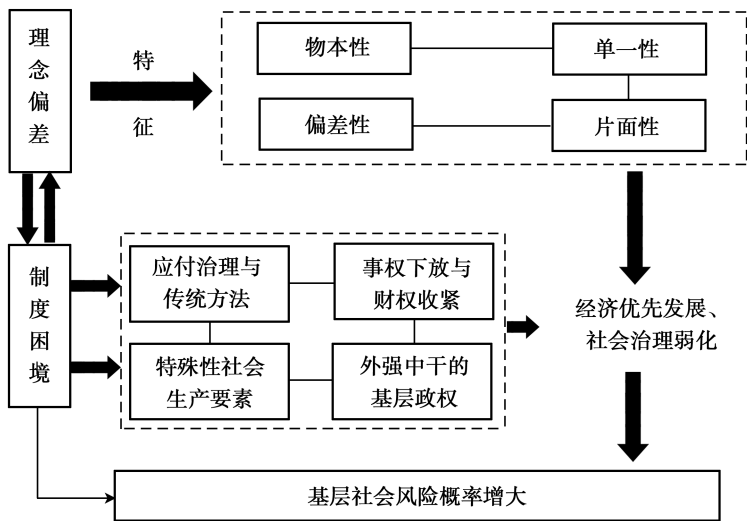 理念偏差
特征
物本性
单一性
偏差性
片面性
制度困境
应付治理与
传统方法
事权下放与
财权收紧
特殊性社会
生产要素
外强中干的
基层政权
经济优先发展、
社会治理弱化
基层社会风险概率增大